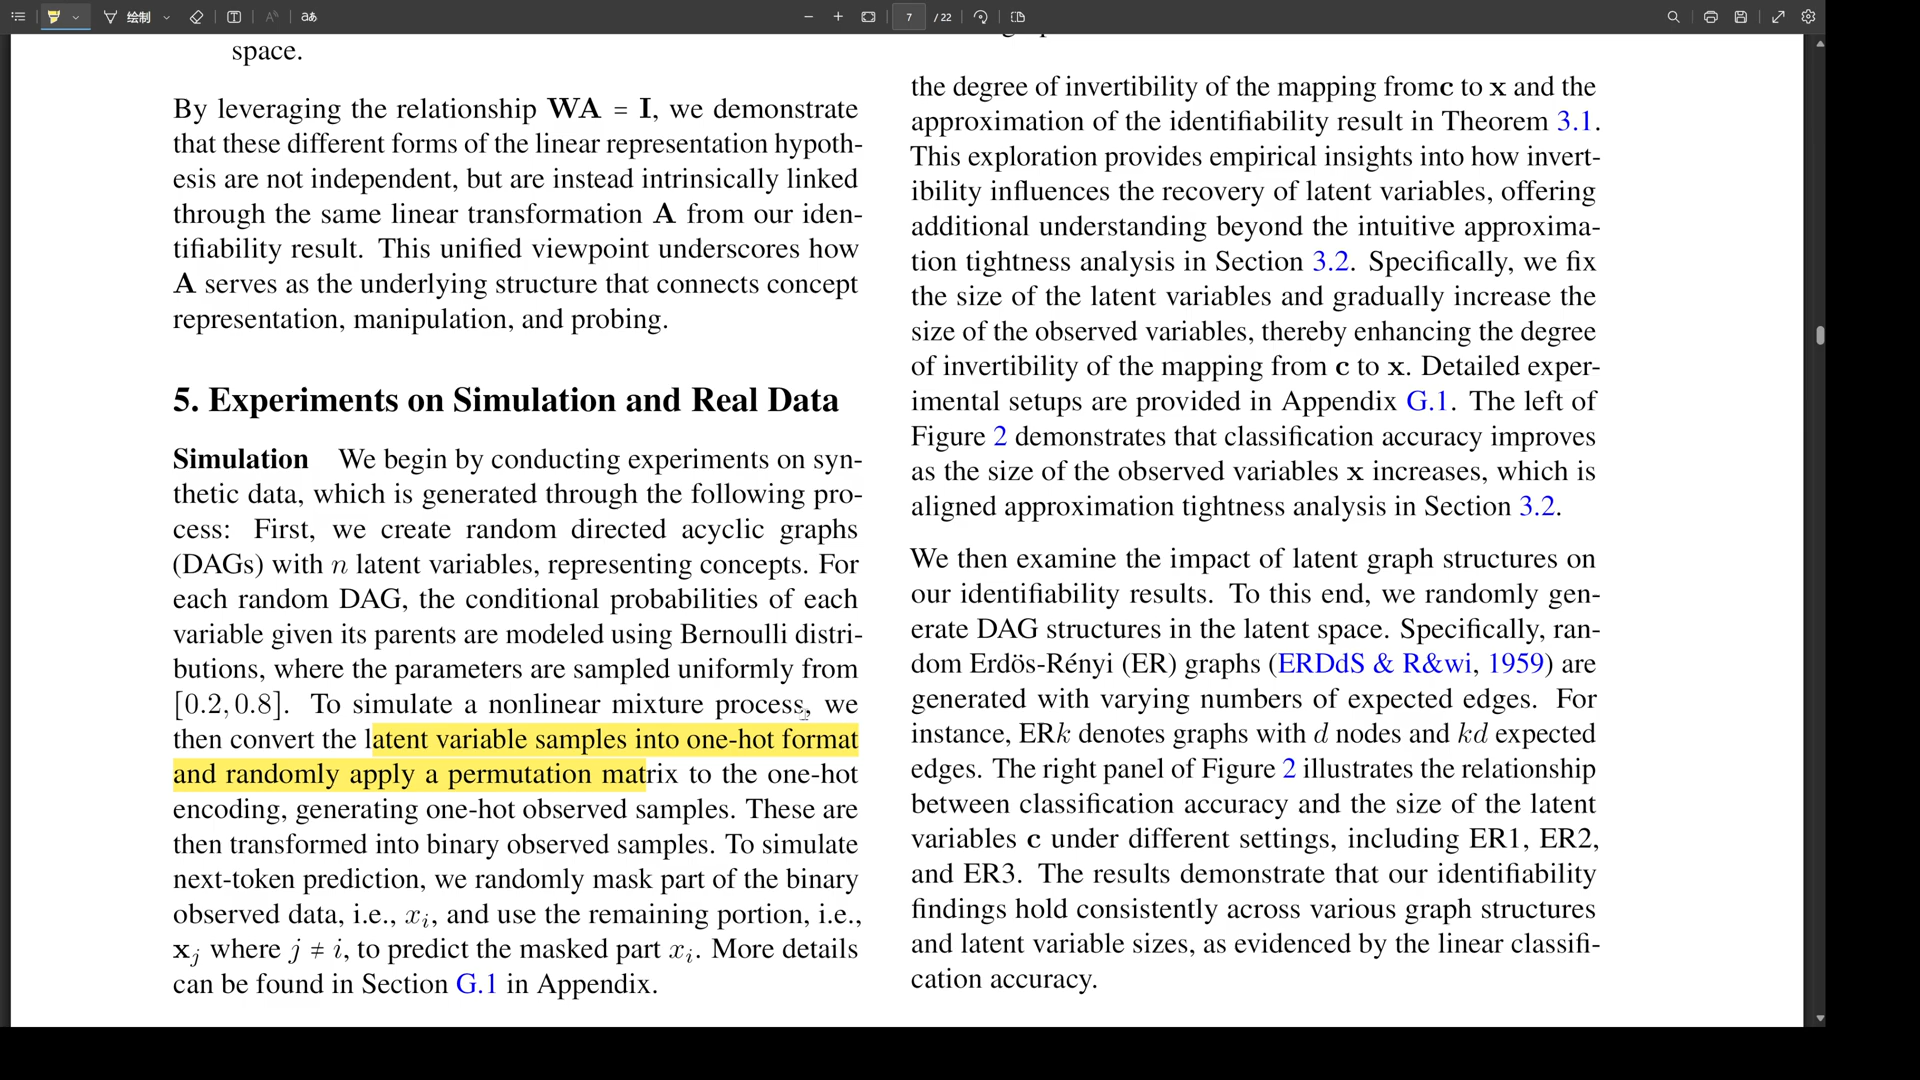 绘制
aあ
7
/ 22
space.
By leveraging the relationship WA = I, we demonstrate
that these different forms of the linear representation hypoth-
esis are not independent, but are instead intrinsically linked
through the same linear transformation A from our iden-
tifiability result. This unified viewpoint underscores how
A serves as the underlying structure that connects concept
representation, manipulation, and probing.
5. Experiments on Simulation and Real Data
Simulation We begin by conducting experiments on syn-
thetic data, which is generated through the following pro-
cess: First, we create random directed acyclic graphs
(DAGs) with n latent variables, representing concepts. For
each random DAG, the conditional probabilities of each
variable given its parents are modeled using Bernoulli distri-
butions, where the parameters are sampled uniformly from
[0.2, 0.8]. To simulate a nonlinear mixture process, we
then convert the latent variable samples into one-hot format
and randomly apply a permutation matrix to the one-hot
encoding, generating one-hot observed samples. These are
then transformed into binary observed samples. To simulate
next-token prediction, we randomly mask part of the binary
observed data, i.e., xᵢ, and use the remaining portion, i.e.,
xⱼ where j ≠ i, to predict the masked part xᵢ. More details
can be found in Section G.1 in Appendix.
the degree of invertibility of the mapping fromc to x and the
approximation of the identifiability result in Theorem 3.1.
This exploration provides empirical insights into how invert-
ibility influences the recovery of latent variables, offering
additional understanding beyond the intuitive approxima-
tion tightness analysis in Section 3.2. Specifically, we fix
the size of the latent variables and gradually increase the
size of the observed variables, thereby enhancing the degree
of invertibility of the mapping from c to x. Detailed exper-
imental setups are provided in Appendix G.1. The left of
Figure 2 demonstrates that classification accuracy improves
as the size of the observed variables x increases, which is
aligned approximation tightness analysis in Section 3.2.
We then examine the impact of latent graph structures on
our identifiability results. To this end, we randomly gen-
erate DAG structures in the latent space. Specifically, ran-
dom Erdös-Rényi (ER) graphs (ERDdS & R&wi, 1959) are
generated with varying numbers of expected edges. For
instance, ERk denotes graphs with d nodes and kd expected
edges. The right panel of Figure 2 illustrates the relationship
between classification accuracy and the size of the latent
variables c under different settings, including ER1, ER2,
and ER3. The results demonstrate that our identifiability
findings hold consistently across various graph structures
and latent variable sizes, as evidenced by the linear classifi-
cation accuracy.